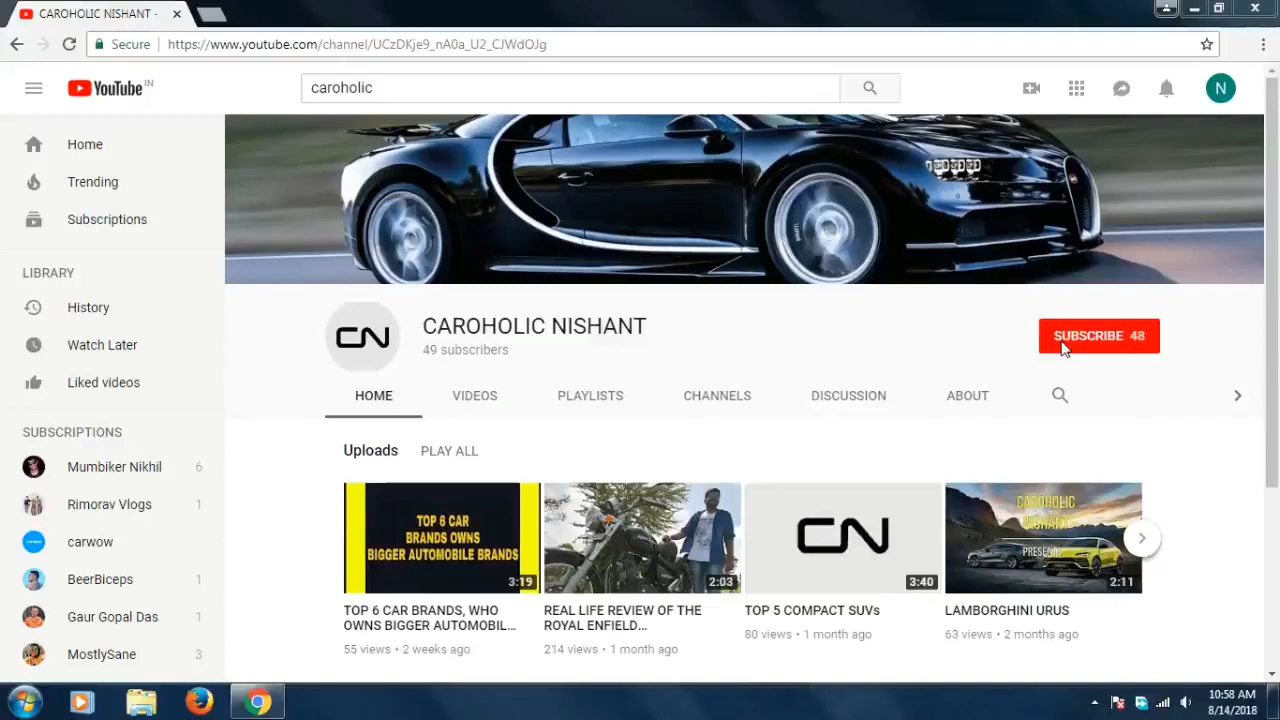 CAROHOLIC NISHANT -
Secure
https://www.youtube.com/channel/UCzDKje9_nA0a_U2_CJWdOJg
YouTube IN
caroholic
N
Home
Trending
Subscriptions
LIBRARY
History
Watch Later
Liked videos
SUBSCRIPTIONS
Mumbiker Nikhil 6
Rimorav Vlogs 1
carwow
BeerBiceps 1
Gaur Gopal Das 1
MostlySane 3
CN
CAROHOLIC NISHANT
49 subscribers
SUBSCRIBE 48
HOME VIDEOS PLAYLISTS CHANNELS DISCUSSION ABOUT
Uploads PLAY ALL
TOP 6 CAR
BRANDS OWNS
BIGGER AUTOMOBILE BRANDS
3:19
TOP 6 CAR BRANDS, WHO
OWNS BIGGER AUTOMOBIL...
55 views • 2 weeks ago
2:03
REAL LIFE REVIEW OF THE
ROYAL ENFIELD...
214 views • 1 month ago
CN
3:40
TOP 5 COMPACT SUVs
80 views • 1 month ago
CAROHOLIC
NISHANT
PRESENTS
2:11
LAMBORGHINI URUS
63 views • 2 months ago
10:58 AM
8/14/2018